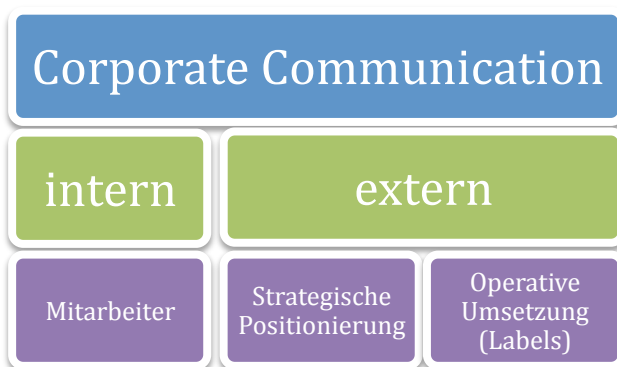 Corporate Communication
intern
extern
Mitarbeiter
Strategische
Positionierung
Operative
Umsetzung
(Labels)